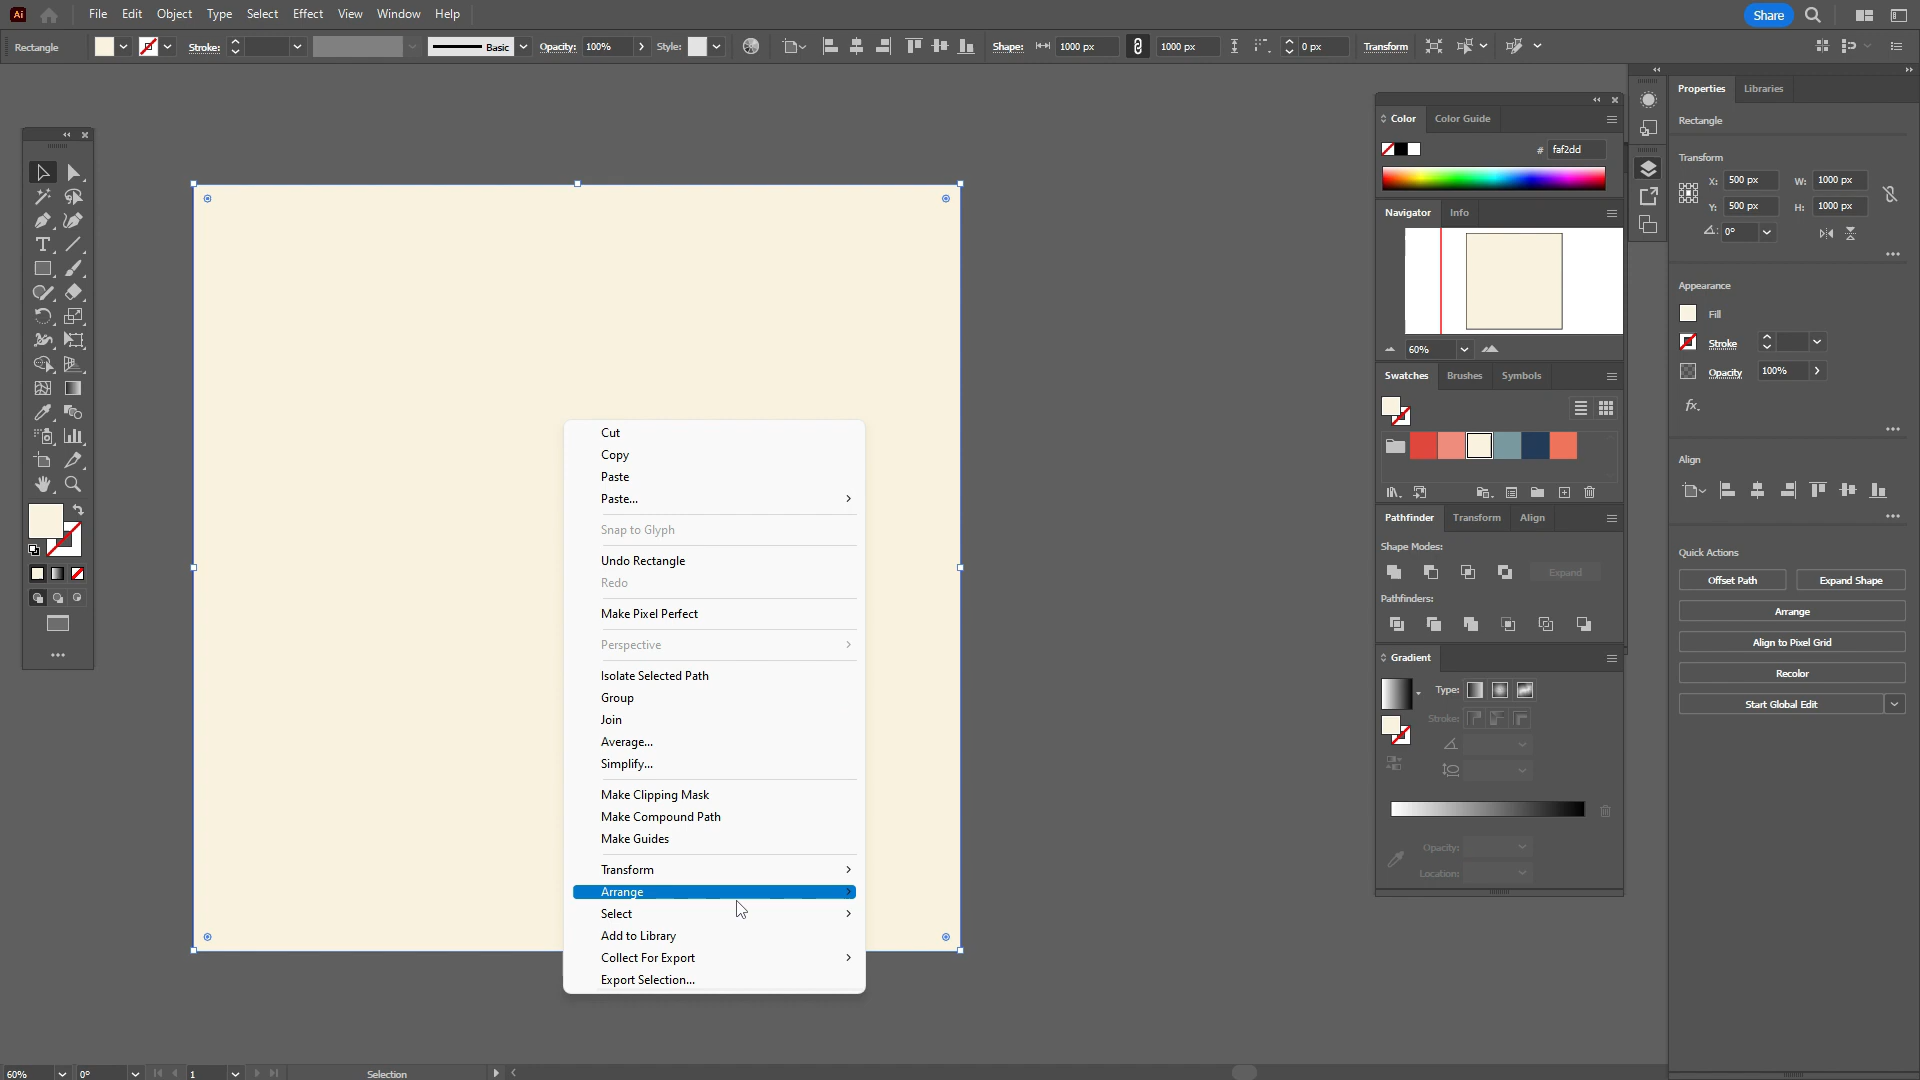 Ai File Edit Object Type Select Effect View Window Help Share
Rectangle Stroke: Basic Opacity: 100% Style: Shape: 1000 px 1000 px 0 px Transform
Properties Libraries
Rectangle
Transform
X: 500 px W: 1000 px
Y: 500 px H: 1000 px
0°
Appearance
Fill
Stroke
Opacity 100%
fx.
Align
Quick Actions
Offset Path Expand Shape
Arrange
Align to Pixel Grid
Recolor
Start Global Edit
Color Color Guide
# faf2dd
Navigator Info
60%
Swatches Brushes Symbols
Pathfinder Transform Align
Shape Modes:
Expand
Pathfinders:
Gradient
Type:
Stroke:
Opacity:
Location:
Cut
Copy
Paste
Paste...
Snap to Glyph
Undo Rectangle
Redo
Make Pixel Perfect
Perspective
Isolate Selected Path
Group
Join
Average...
Simplify...
Make Clipping Mask
Make Compound Path
Make Guides
Transform
Arrange
Select
Add to Library
Collect For Export
Export Selection...
60% 0° 1 Selection